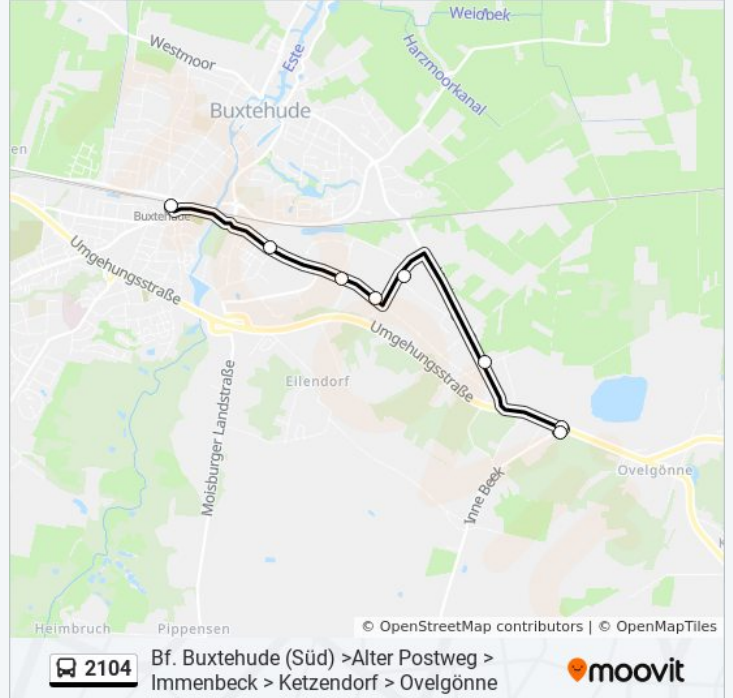 Weidbek
Westmoor
Este
Harzmoorkanal
Buxtehude
en
Buxtehude
Umgehungsstraße
Umgehungsstraße
Eilendorf
Moisburger Landstraße
Inne Beek
Ovelgönne
K
© OpenStreetMap contributors | © OpenMapTiles
Heimbruch
Pippensen
2104
Bf. Buxtehude (Süd) >Alter Postweg >
Immenbeck > Ketzendorf > Ovelgönne
moovit